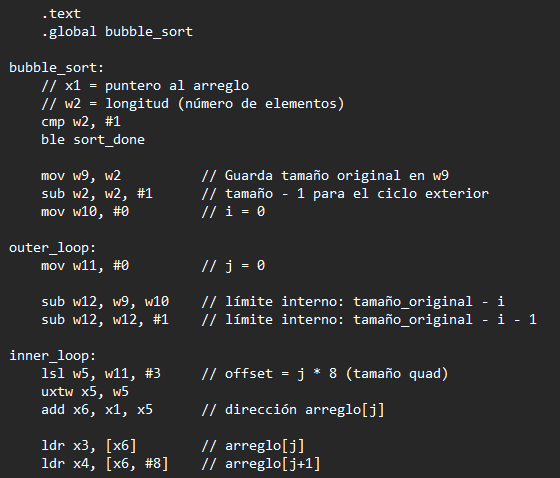 .text
.global bubble_sort
bubble_sort:
// x1 = puntero al arreglo
// w2 = longitud (número de elementos)
cmp w2, #1
ble sort_done
mov w9, w2 // Guarda tamaño original en w9
sub w2, w2, #1 // tamaño - 1 para el ciclo exterior
mov w10, #0 // i = 0
outer_loop:
mov w11, #0 // j = 0
sub w12, w9, w10 // límite interno: tamaño_original - i
sub w12, w12, #1 // límite interno: tamaño_original - i - 1
inner_loop:
lsl w5, w11, #3 // offset = j * 8 (tamaño quad)
uxtw x5, w5
add x6, x1, x5 // dirección arreglo[j]
ldr x3, [x6] // arreglo[j]
ldr x4, [x6, #8] // arreglo[j+1]